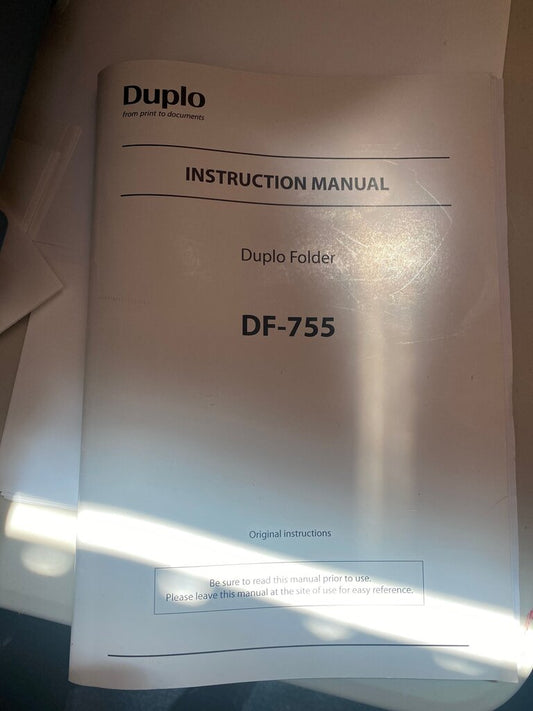 Duplo
from print to documents
INSTRUCTION MANUAL
Duplo Folder
DF-755
Original instructions
Be sure to read this manual prior to use.
Please leave this manual at the site of use for easy reference.